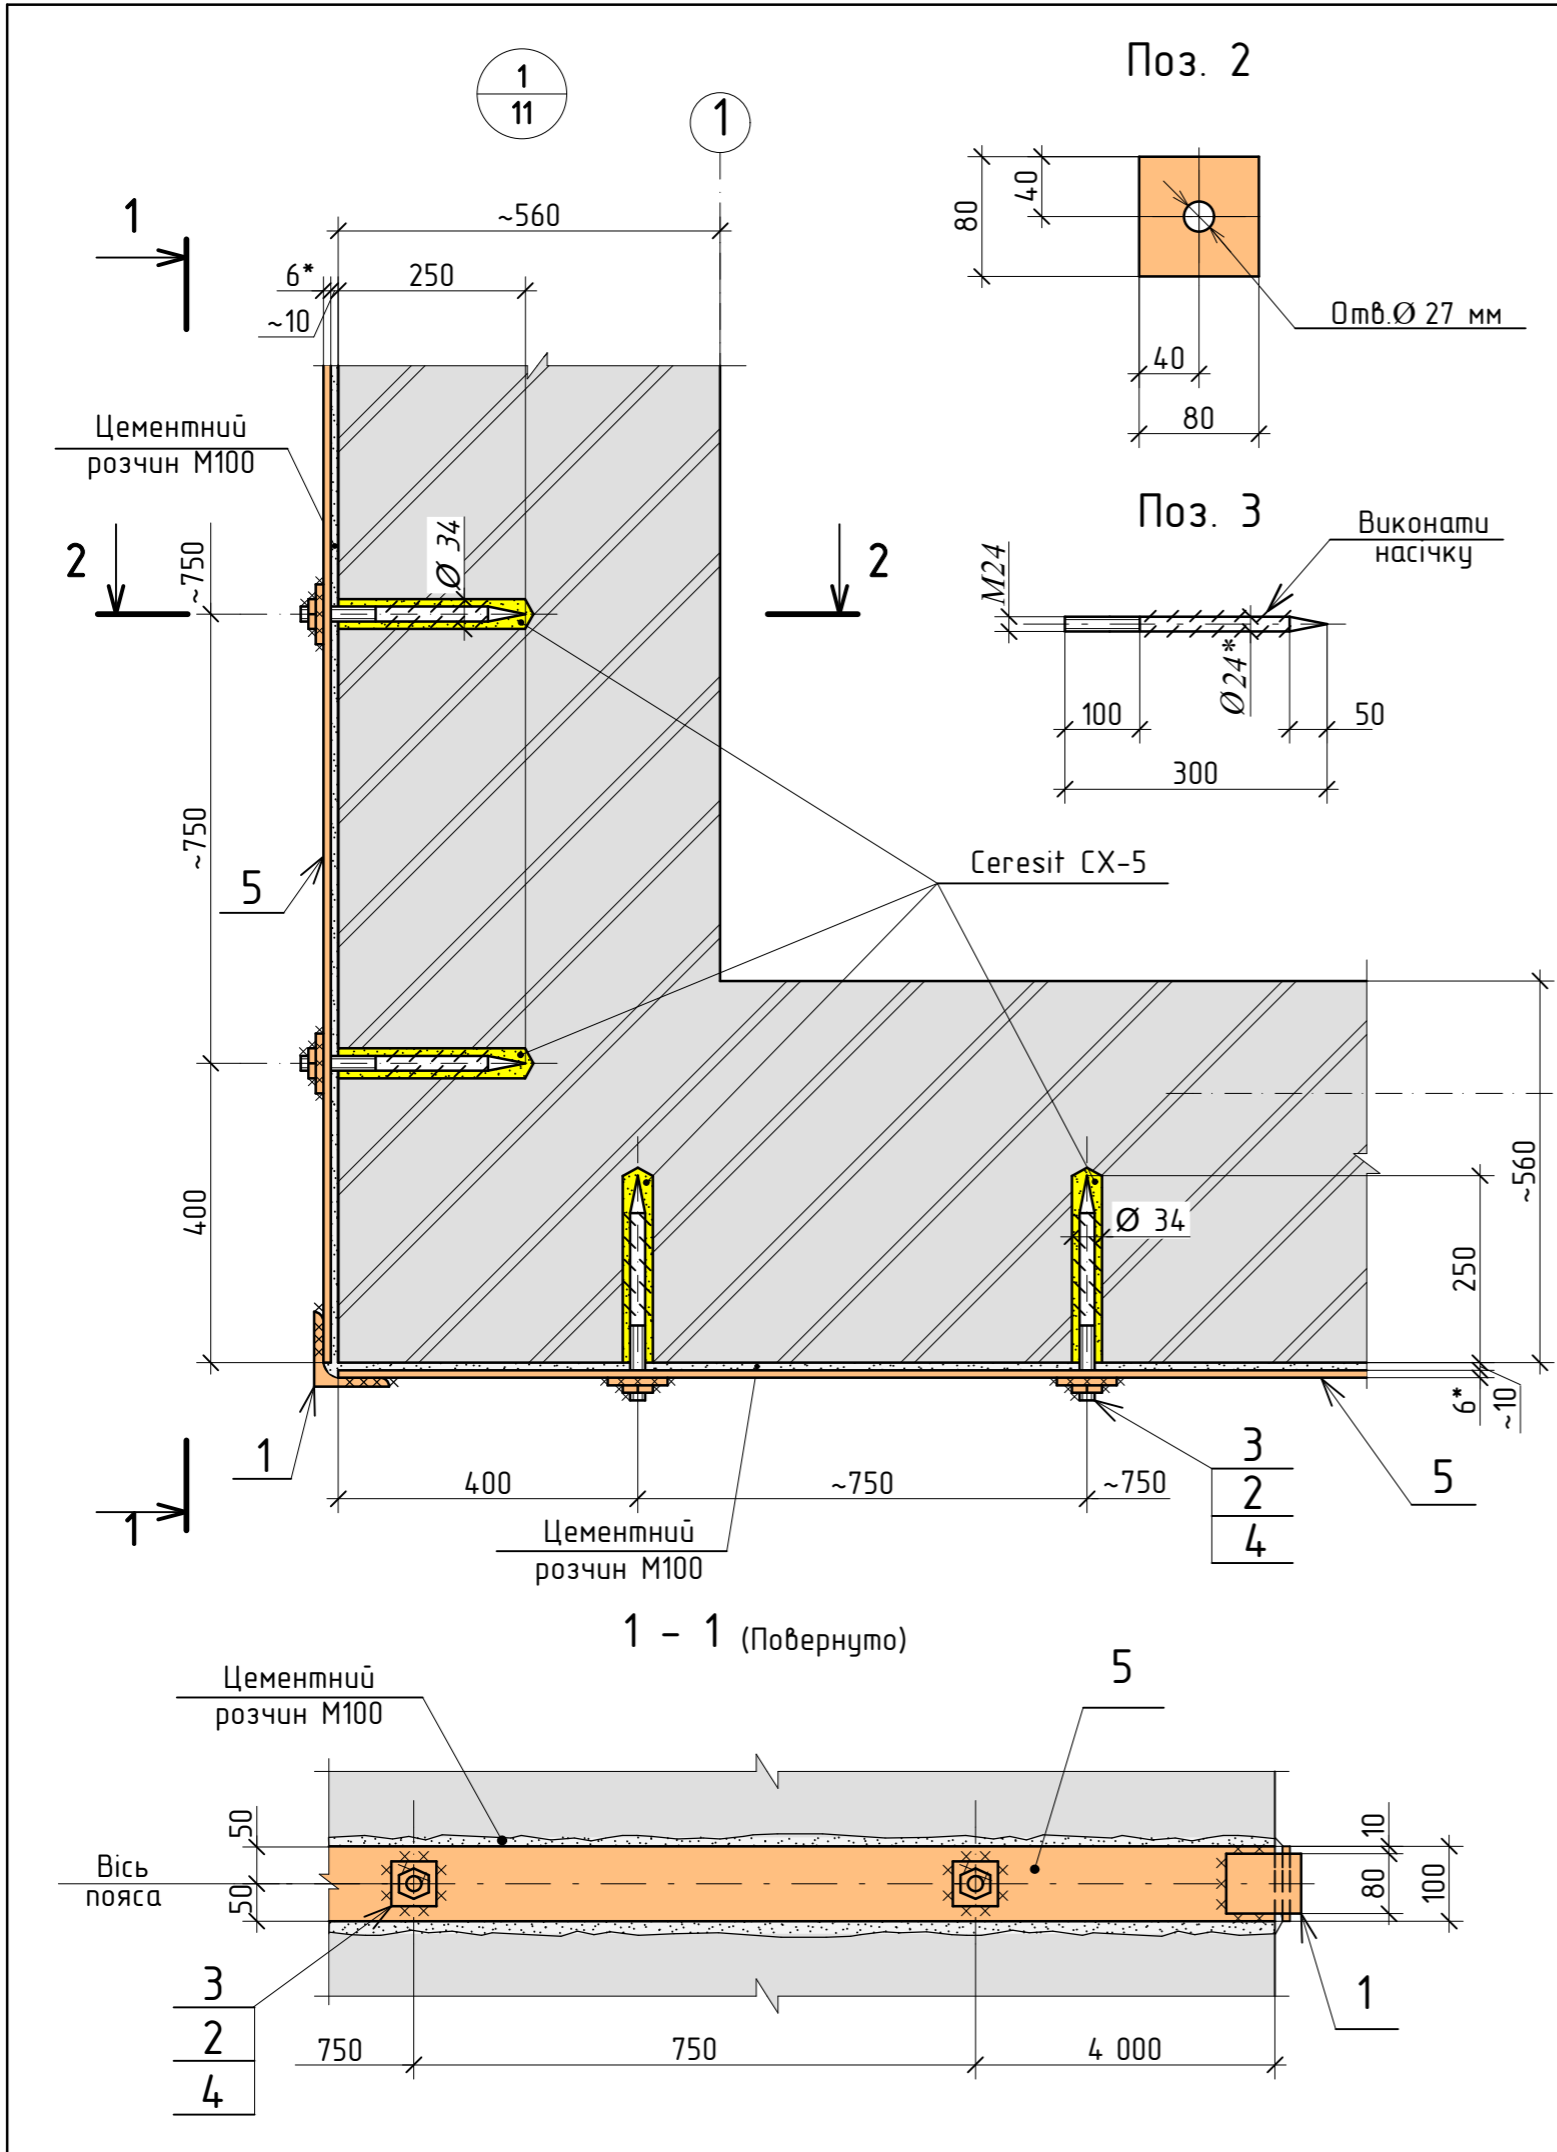 1
11
1
Поз. 2
1
~560
6*
250
~10
80
40
Отв.Ø 27 мм
40
80
Цементний
розчин М100
Поз. 3
Виконати
насічку
2
~750
Ø 34
2
М24
Ø24*
100
50
300
~750
Ceresit CX-5
5
400
~560
Ø 34
250
6*
~10
1
400
~750
~750
3
2
4
5
1
Цементний
розчин М100
1 - 1 (Повернуто)
Цементний
розчин М100
5
50
10
Вісь
пояса
50
80
100
3
2
4
1
750
750
4 000